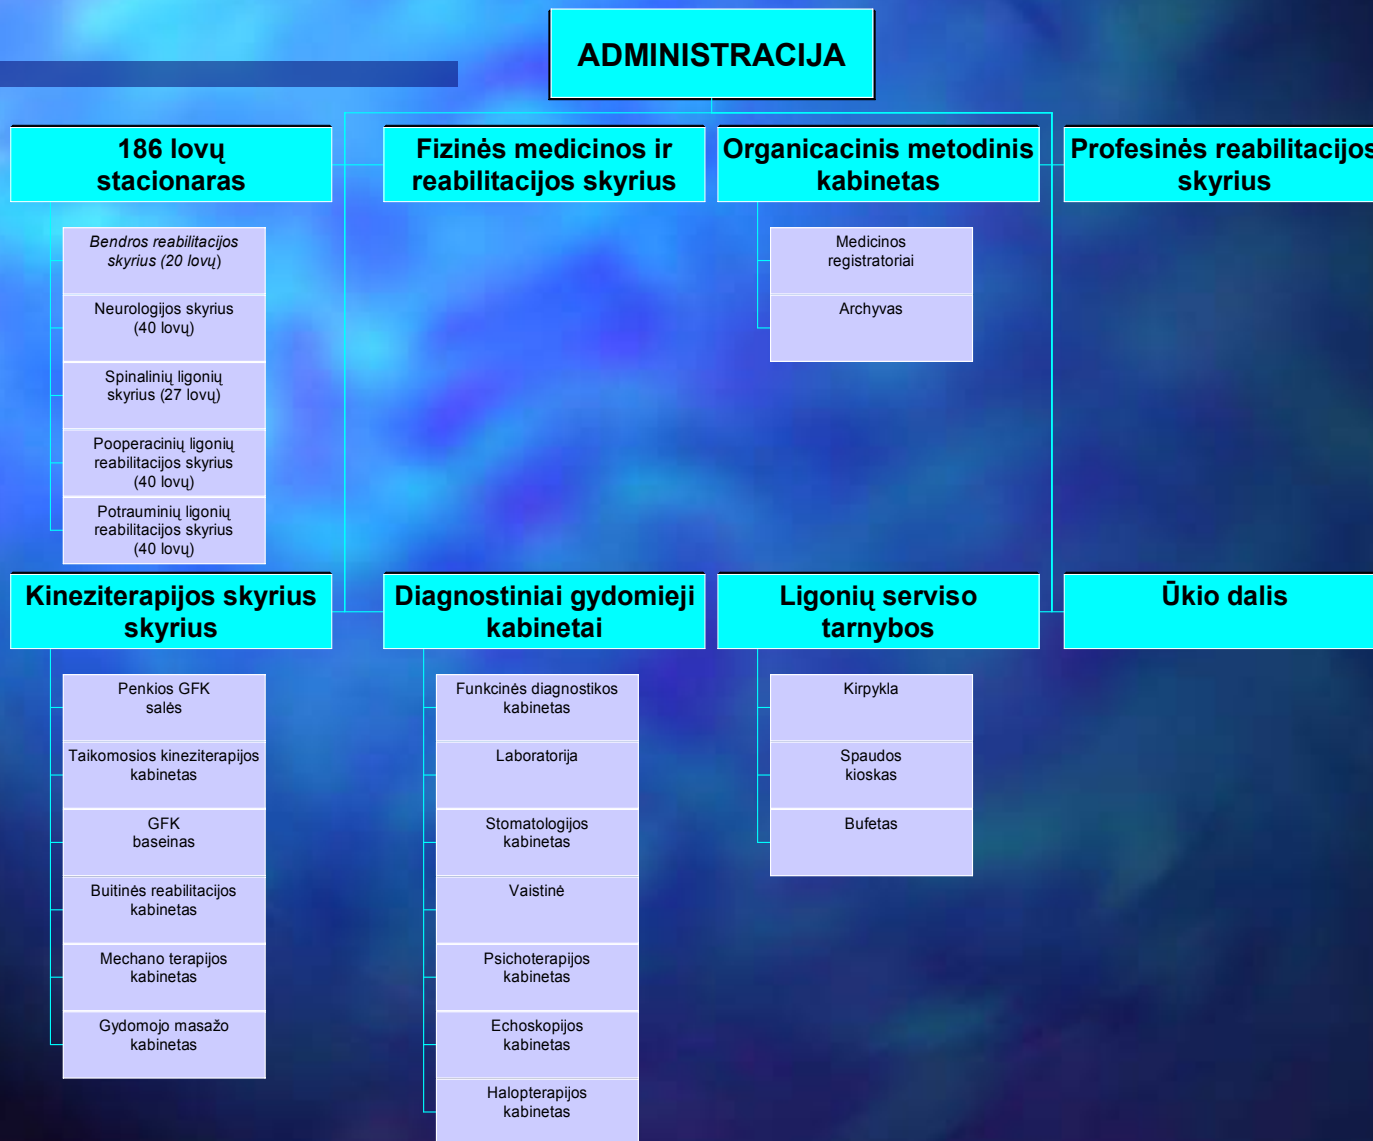 ADMINISTRACIJA
186 lovų
stacionaras
Fizinės medicinos ir
reabilitacijos skyrius
Organicacinis metodinis
kabinetas
Profesinės reabilitacijos
skyrius
Bendros reabilitacijos
skyrius (20 lovų)
Neurologijos skyrius
(40 lovų)
Spinalinių ligonių
skyrius (27 lovų)
Pooperacinių ligonių
reabilitacijos skyrius
(40 lovų)
Potrauminių ligonių
reabilitacijos skyrius
(40 lovų)
Medicinos
registratoriai
Archyvas
Kineziterapijos skyrius
skyrius
Diagnostiniai gydomieji
kabinetai
Ligonių serviso
tarnybos
Ūkio dalis
Penkios GFK
salės
Taikomosios kineziterapijos
kabinetas
GFK
baseinas
Buitinės reabilitacijos
kabinetas
Mechano terapijos
kabinetas
Gydomojo masažo
kabinetas
Funkcinės diagnostikos
kabinetas
Laboratorija
Stomatologijos
kabinetas
Vaistinė
Psichoterapijos
kabinetas
Echoskopijos
kabinetas
Halopterapijos
kabinetas
Kirpykla
Spaudos
kioskas
Bufetas